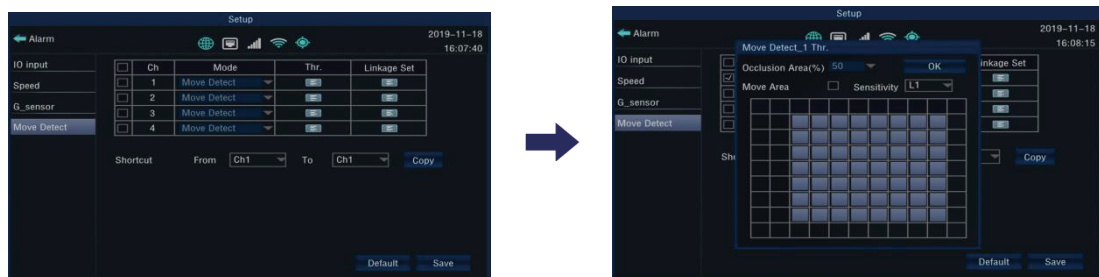 Setup
Alarm
2019-11-18
16:07:40
IO input
Speed
G_sensor
Move Detect
Ch Mode Thr. Linkage Set
1 Move Detect
2 Move Detect
3 Move Detect
4 Move Detect
Shortcut From Ch1 To Ch1 Copy
Default Save
Setup
Alarm
2019-11-18
16:08:15
IO input
Speed
G_sensor
Move Detect
Move Detect_1 Thr.
inkage Set
Occlusion Area(%) 50 OK
Move Area Sensitivity L1
Sh
Copy
Default Save